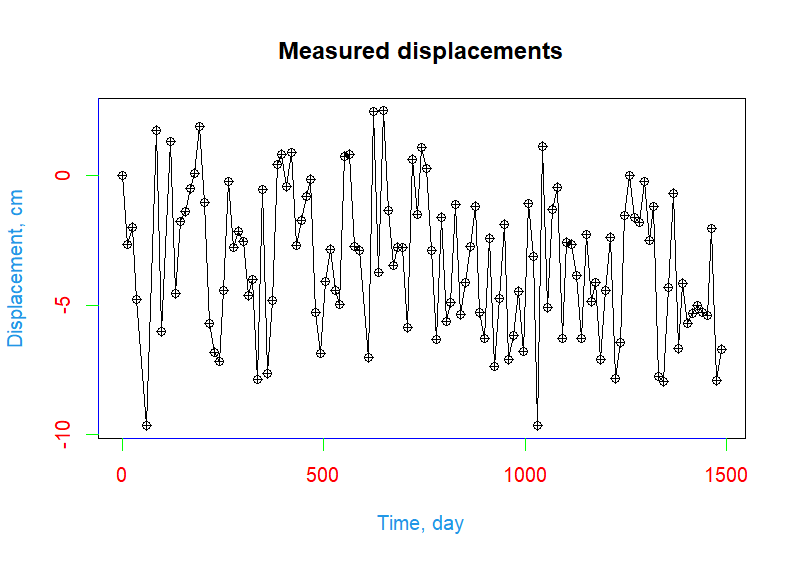 Measured displacements
Displacement, cm
0
-5
-10
0 500 1000 1500
Time, day